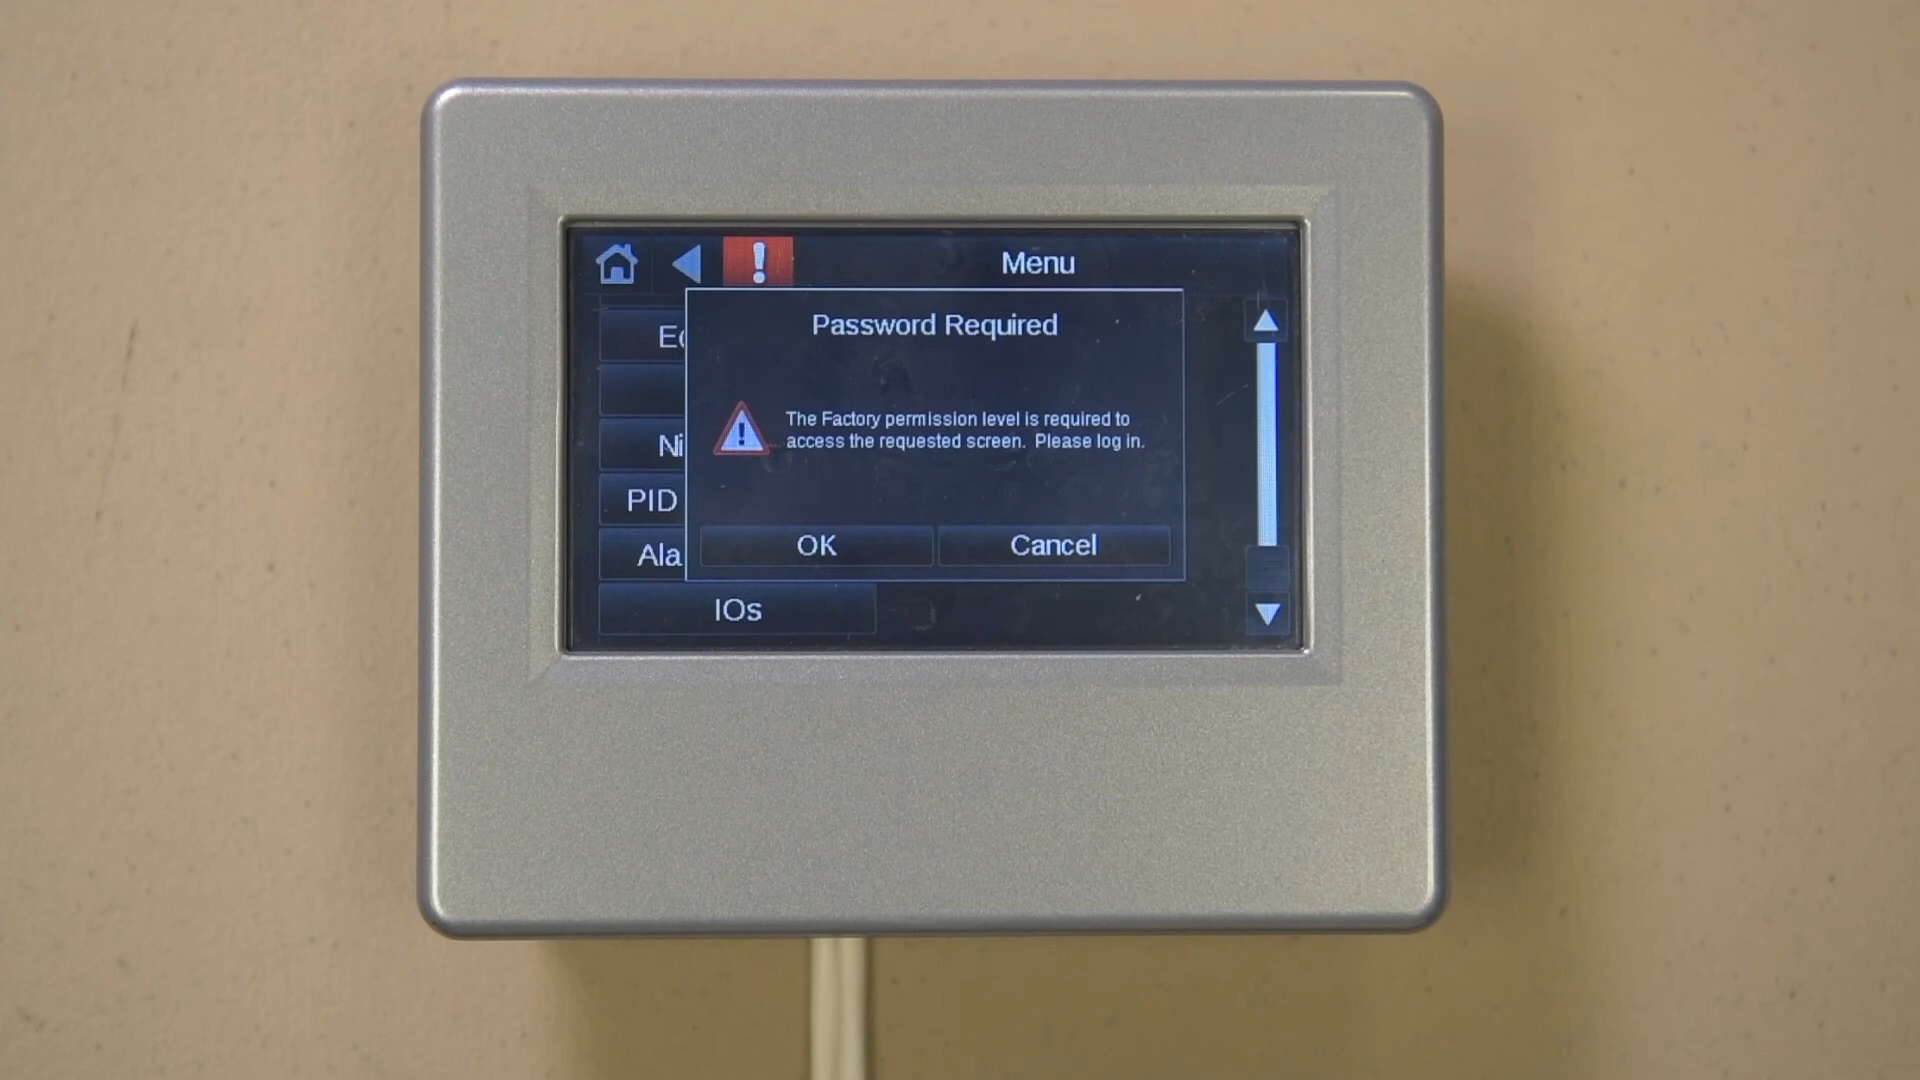 Menu
Password Required
The Factory permission level is required to
access the requested screen. Please log in.
OK
Cancel
PID
IOs